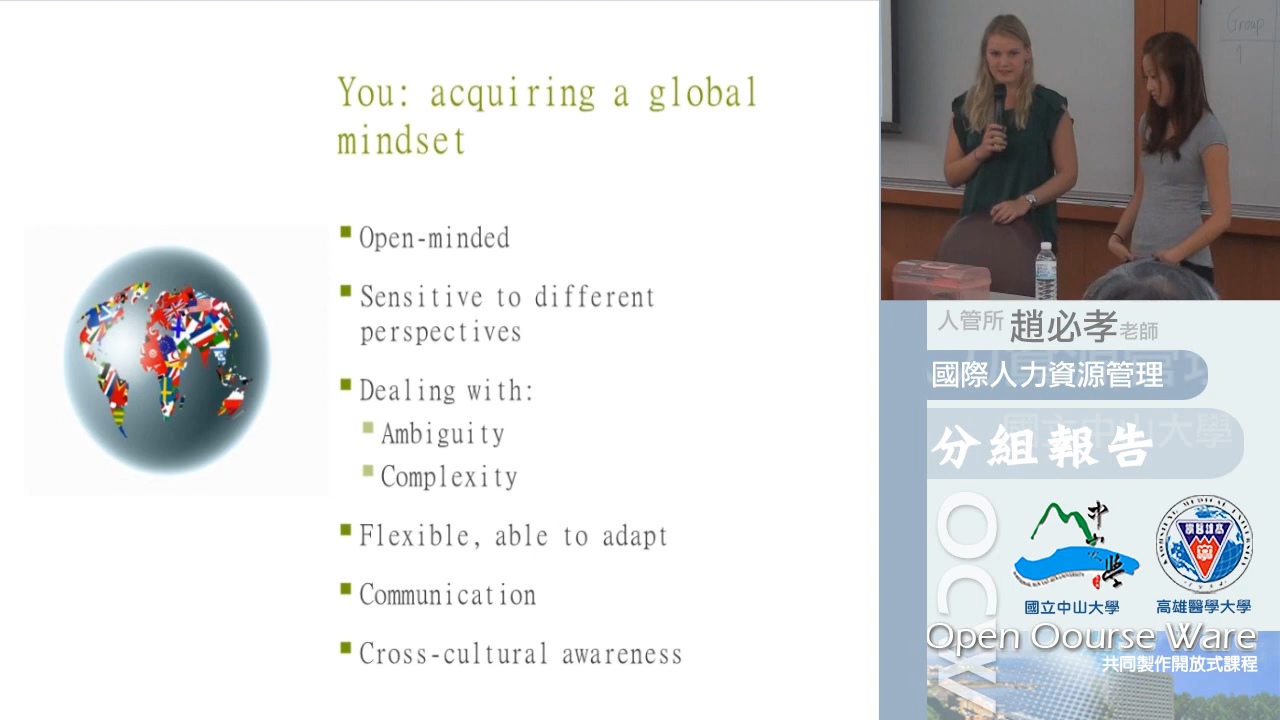 You: acquiring a global
mindset
Open-minded
Sensitive to different
perspectives
Dealing with:
Ambiguity
Complexity
Flexible, able to adapt
Communication
Cross-cultural awareness
Group
1
人管所 趙必孝老師
國際人力資源管理
分組報告
OCW
國立中山大學
高雄醫學大學
Open Oourse Ware
共同製作開放式課程